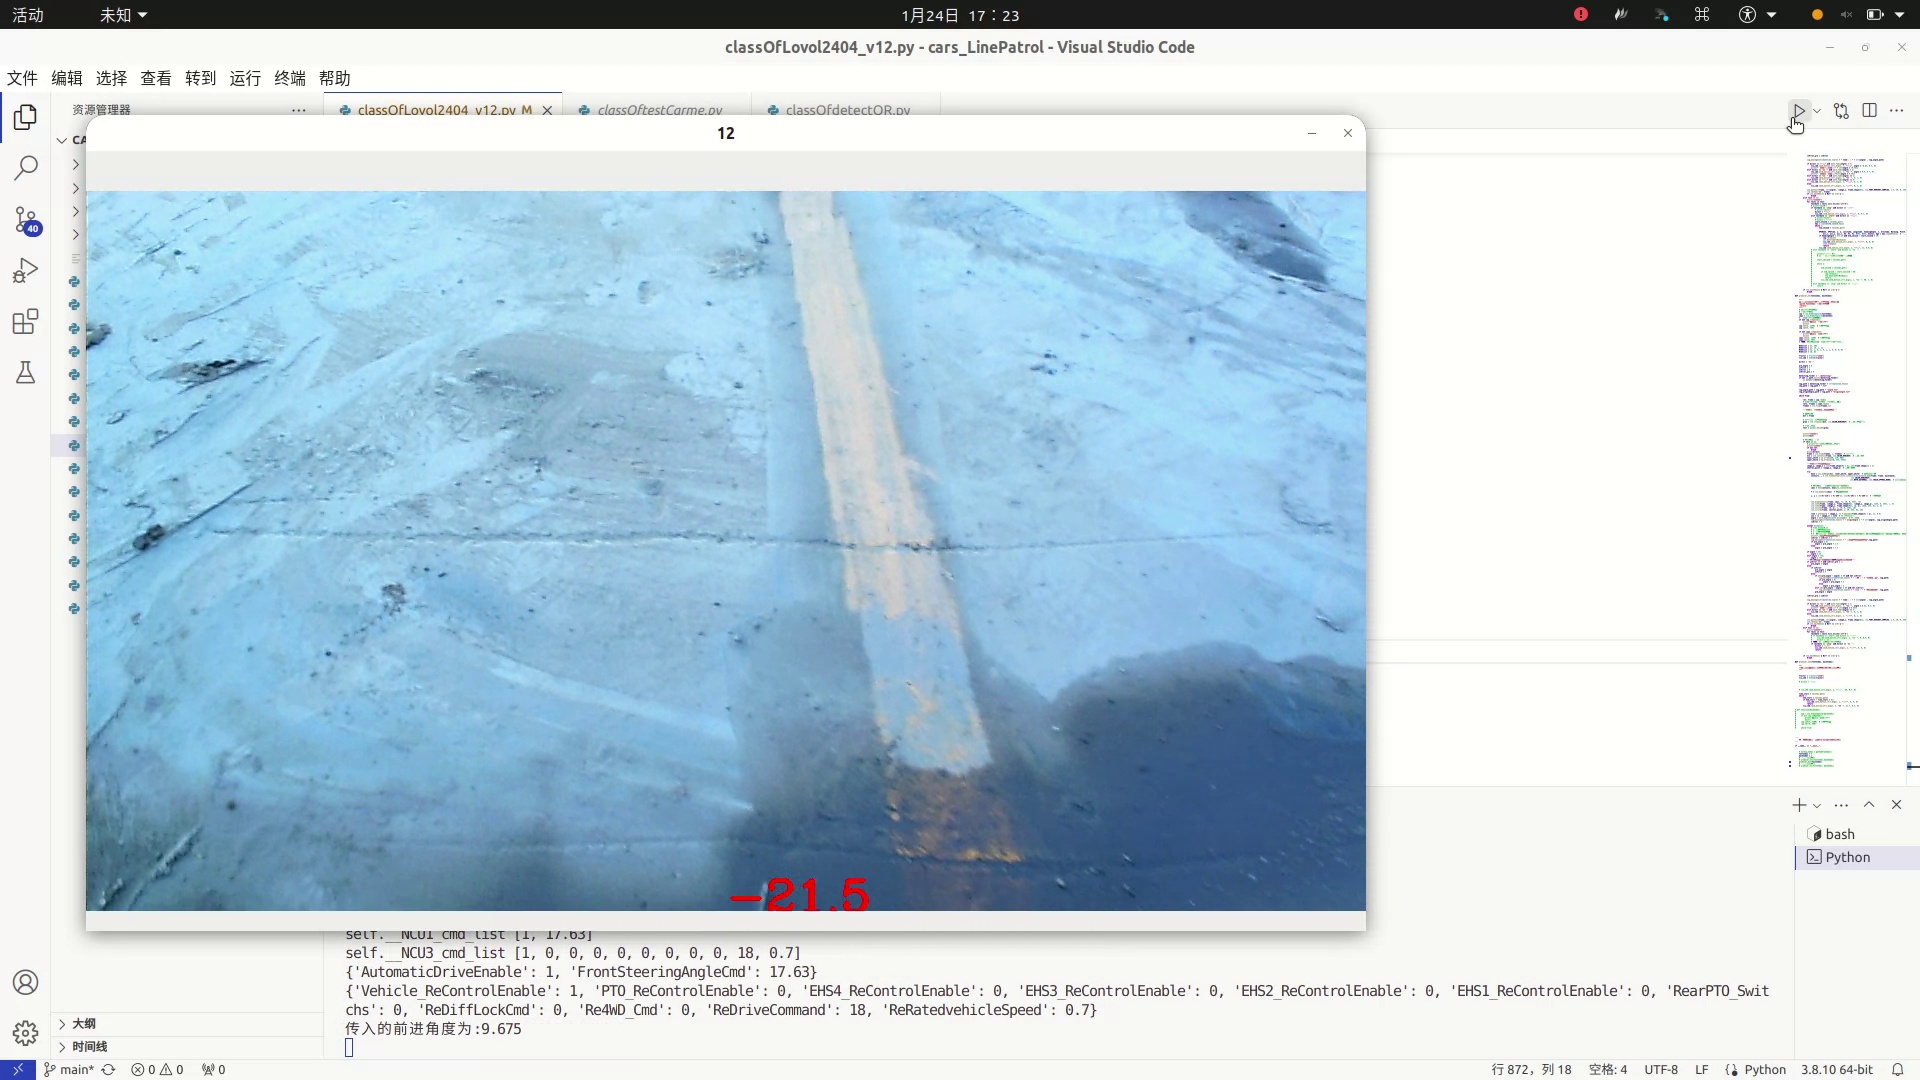 活动
未知
1月24日 17：23
classOfLovol2404_v12.py - cars_LinePatrol - Visual Studio Code
文件 编辑 选择 查看 转到 运行 终端 帮助
资源管理器
classOfLovol2404_v12.py M
classOftestCarme.py
classOfdetectQR.py
CA
12
40
-21.5
bash
Python
self.__NCU1_cmd_list [1, 17.63]
self.__NCU3_cmd_list [1, 0, 0, 0, 0, 0, 0, 0, 0, 18, 0.7]
{'AutomaticDriveEnable': 1, 'FrontSteeringAngleCmd': 17.63}
{'Vehicle_ReControlEnable': 1, 'PTO_ReControlEnable': 0, 'EHS4_ReControlEnable': 0, 'EHS3_ReControlEnable': 0, 'EHS2_ReControlEnable': 0, 'EHS1_ReControlEnable': 0, 'RearPTO_Swit
chs': 0, 'ReDiffLockCmd': 0, 'Re4WD_Cmd': 0, 'ReDriveCommand': 18, 'ReRatedvehicleSpeed': 0.7}
传入的前进角度为:9.675
大纲
时间线
main* 0 0 0
行 872，列 18 空格: 4 UTF-8 LF Python 3.8.10 64-bit